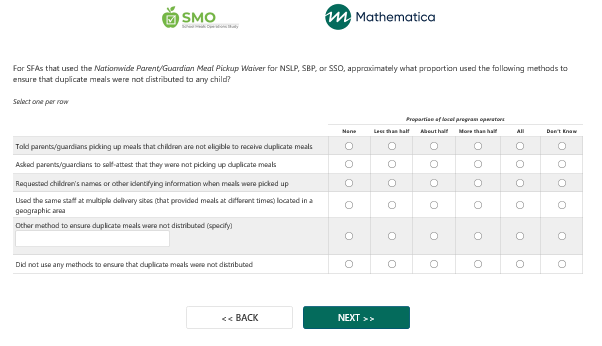 SMO
School Meals Operations Study
Mathematica
For SFAs that used the Nationwide Parent/Guardian Meal Pickup Waiver for NSLP, SBP, or SSO, approximately what proportion used the following methods to
ensure that duplicate meals were not distributed to any child?
Select one per row
Proportion of local program operators
None Less than half About half More than half All Don't Know
Told parents/guardians picking up meals that children are not eligible to receive duplicate meals
Asked parents/guardians to self-attest that they were not picking up duplicate meals
Requested children's names or other identifying information when meals were picked up
Used the same staff at multiple delivery sites (that provided meals at different times) located in a
geographic area
Other method to ensure duplicate meals were not distributed (specify)
Did not use any methods to ensure that duplicate meals were not distributed
<< BACK NEXT >>